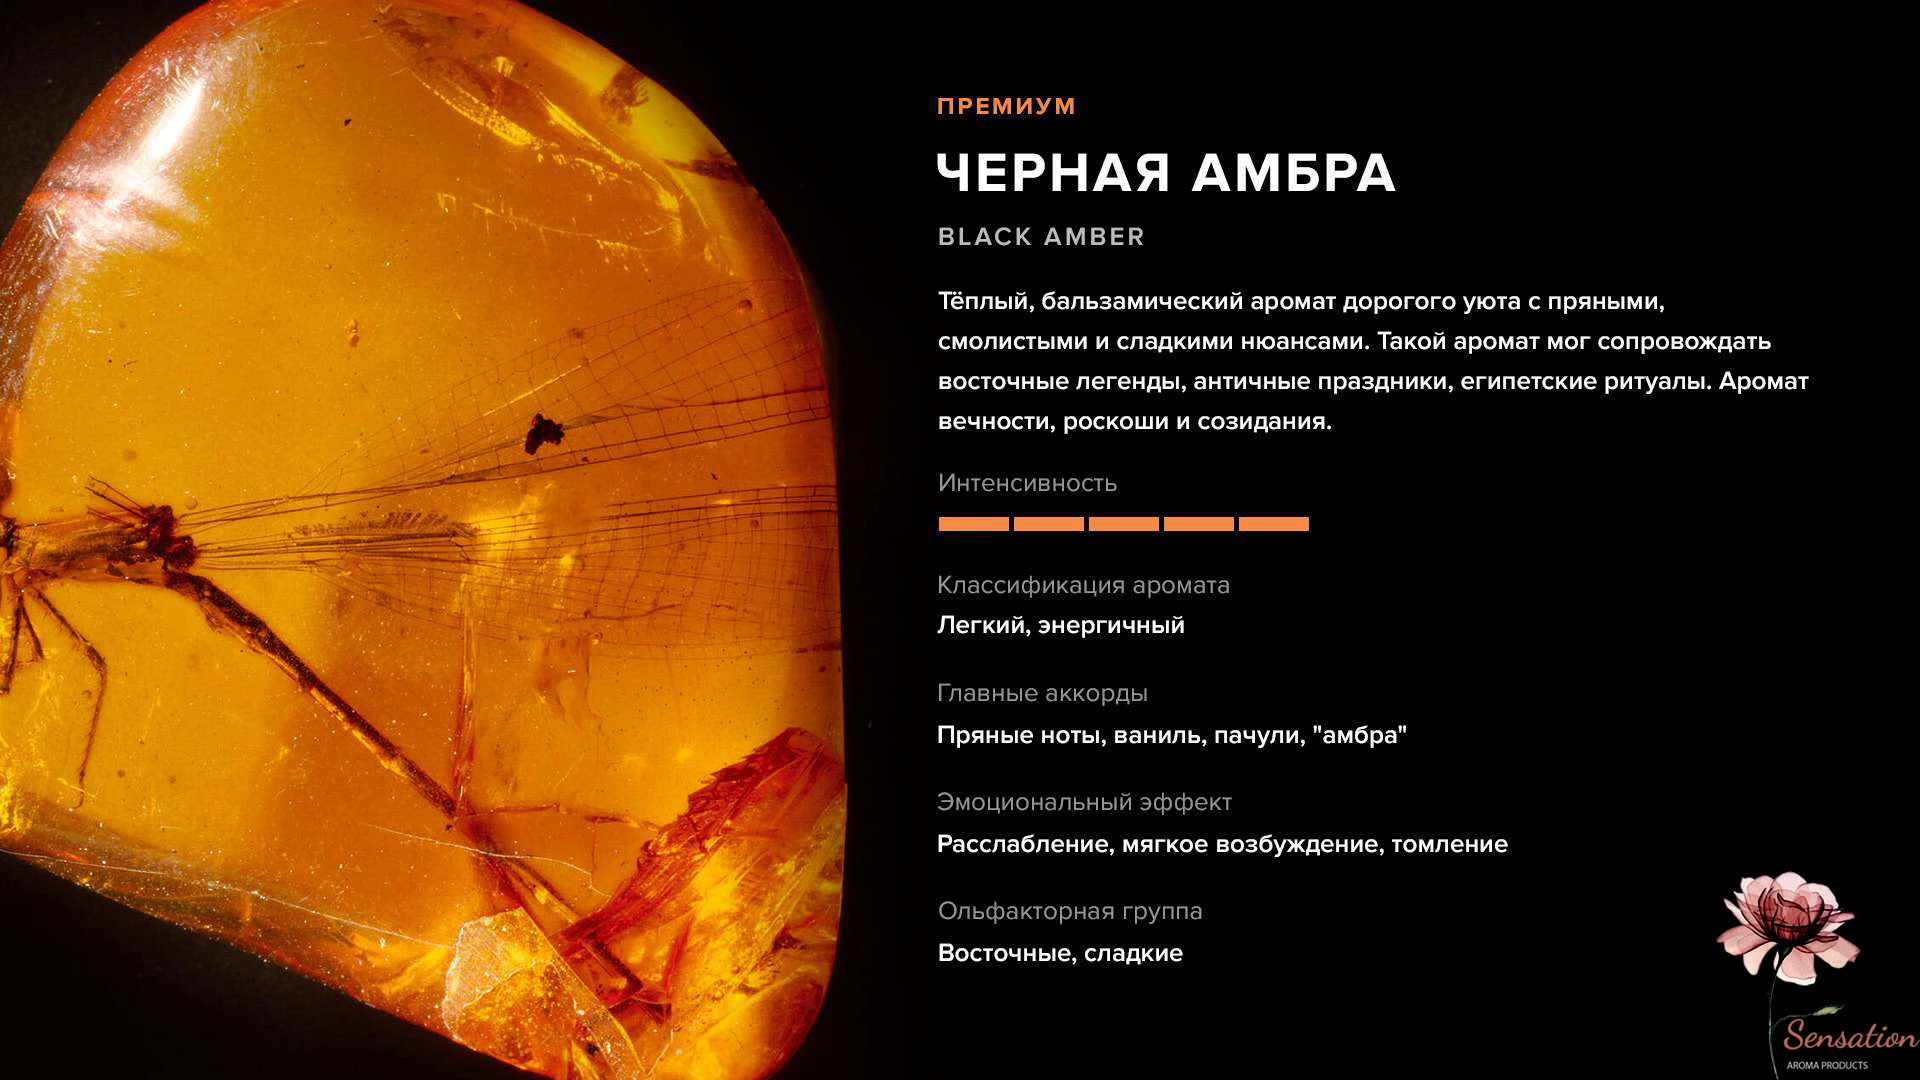 ПРЕМИУМ
ЧЕРНАЯ АМБРА
BLACK AMBER
Тёплый, бальзамический аромат дорогого уюта с пряными,
смолистыми и сладкими нюансами. Такой аромат мог сопровождать
восточные легенды, античные праздники, египетские ритуалы. Аромат
вечности, роскоши и созидания.
Интенсивность
Классификация аромата
Легкий, энергичный
Главные аккорды
Пряные ноты, ваниль, пачули, "амбра"
Эмоциональный эффект
Расслабление, мягкое возбуждение, томление
Ольфакторная группа
Восточные, сладкие
Sensation
AROMA PRODUCTS